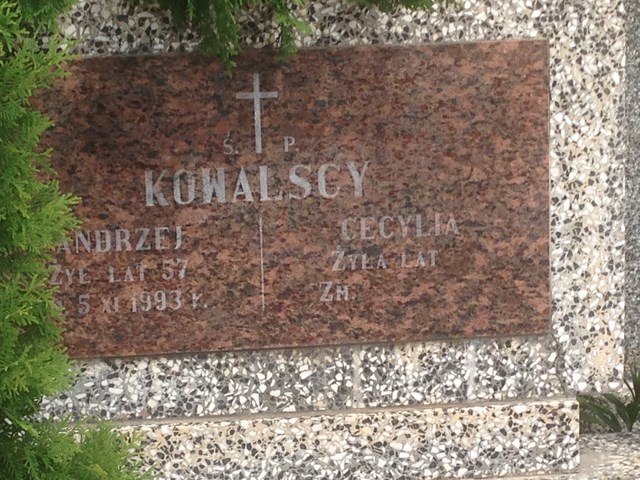 Ś. P.
KOWALSCY
ANDRZEJ
ŻYŁ LAT 57
5 XI 1993 r.
CECYLIA
ŻYŁA LAT
ZM.